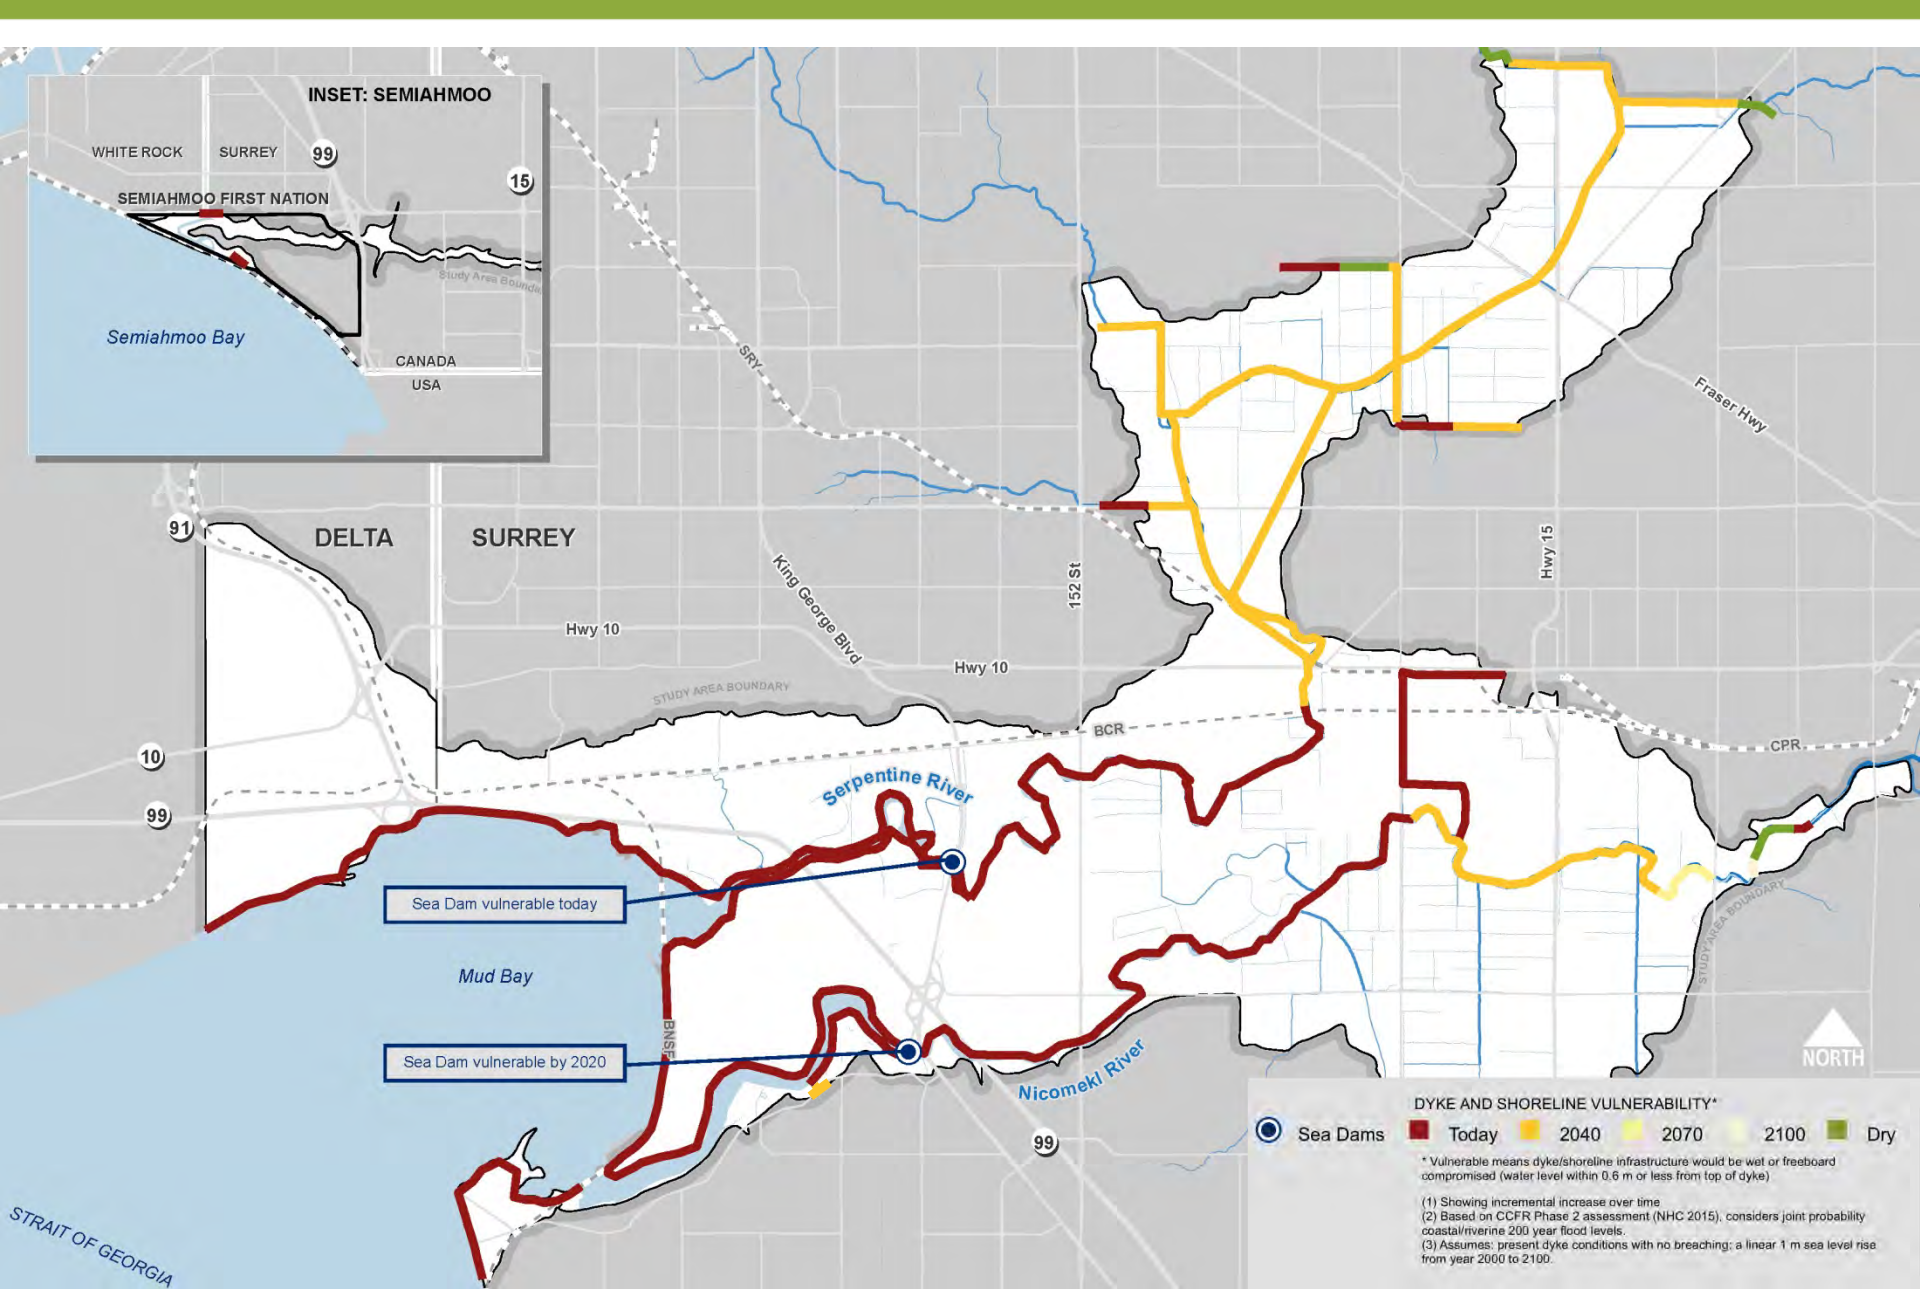 INSET: SEMIAHMOO
WHITE ROCK
SURREY
99
15
SEMIAHMOO FIRST NATION
Study Area Bounda
Semiahmoo Bay
CANADA
USA
SRY
Fraser Hwy
91
DELTA
SURREY
King George Blvd
152 St
Hwy 15
Hwy 10
Hwy 10
STUDY AREA BOUNDARY
BCR
CPR
10
99
Serpentine River
Sea Dam vulnerable today
STUDY AREA BOUNDARY
Mud Bay
BNSF
Sea Dam vulnerable by 2020
Nicomekl River
NORTH
99
STRAIT OF GEORGIA
DYKE AND SHORELINE VULNERABILITY*
Sea Dams
Today
2040
2070
2100
Dry
* Vulnerable means dyke/shoreline infrastructure would be wet or freeboard
compromised (water level within 0.6 m or less from top of dyke)
(1) Showing incremental increase over time
(2) Based on CCFR Phase 2 assessment (NHC 2015), considers joint probability
coastal/riverine 200 year flood levels.
(3) Assumes: present dyke conditions with no breaching; a linear 1 m sea level rise
from year 2000 to 2100.